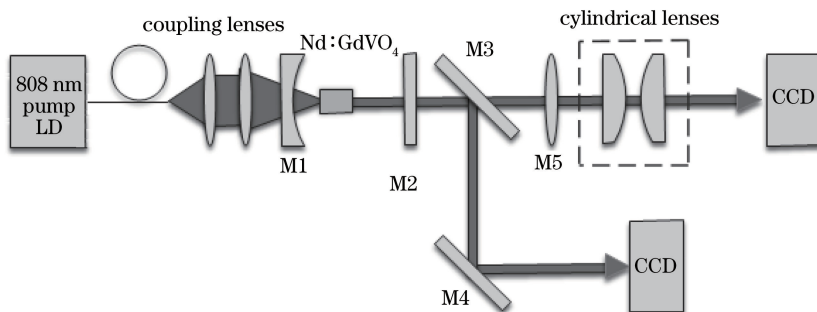 coupling lenses
Nd:GdVO4
M3
cylindrical lenses
808 nm
pump
LD
CCD
M1
M2
M5
M4
CCD